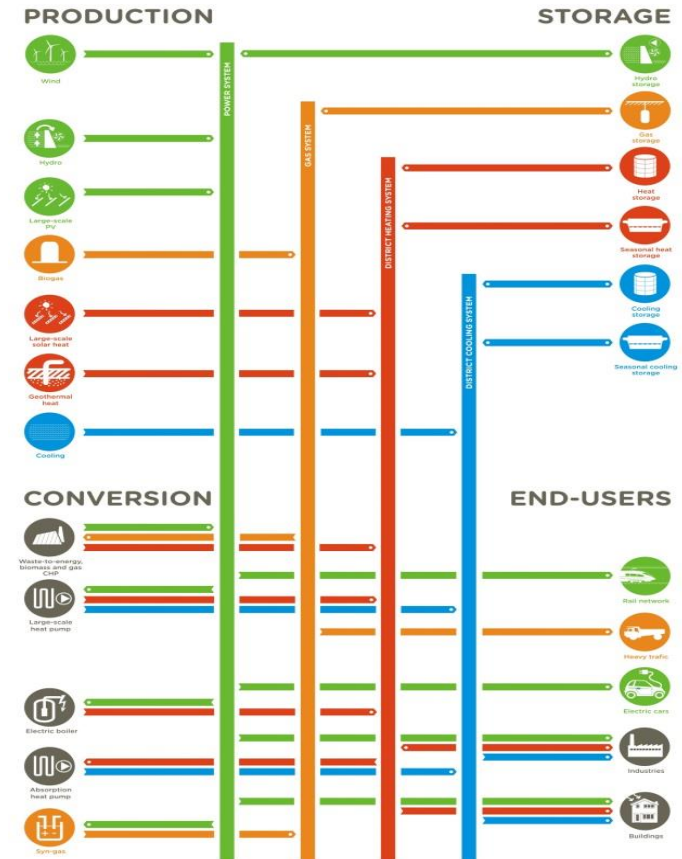 PRODUCTION
STORAGE
POWER SYSTEM
GAS SYSTEM
DISTRICT HEATING SYSTEM
DISTRICT COOLING SYSTEM
Wind
Hydro
Large-scale
PV
Biogas
Large-scale
solar heat
Geothermal
heat
Cooling
Hydro
storage
Gas
storage
Heat
storage
Seasonal heat
storage
Cooling
storage
Seasonal cooling
storage
CONVERSION
END-USERS
Waste-to-energy,
biomass and gas
CHP
Large-scale
heat pump
Electric boiler
Absorption
heat pump
Syn-gas
Rail network
Heavy trafic
Electric cars
Industries
Buildings